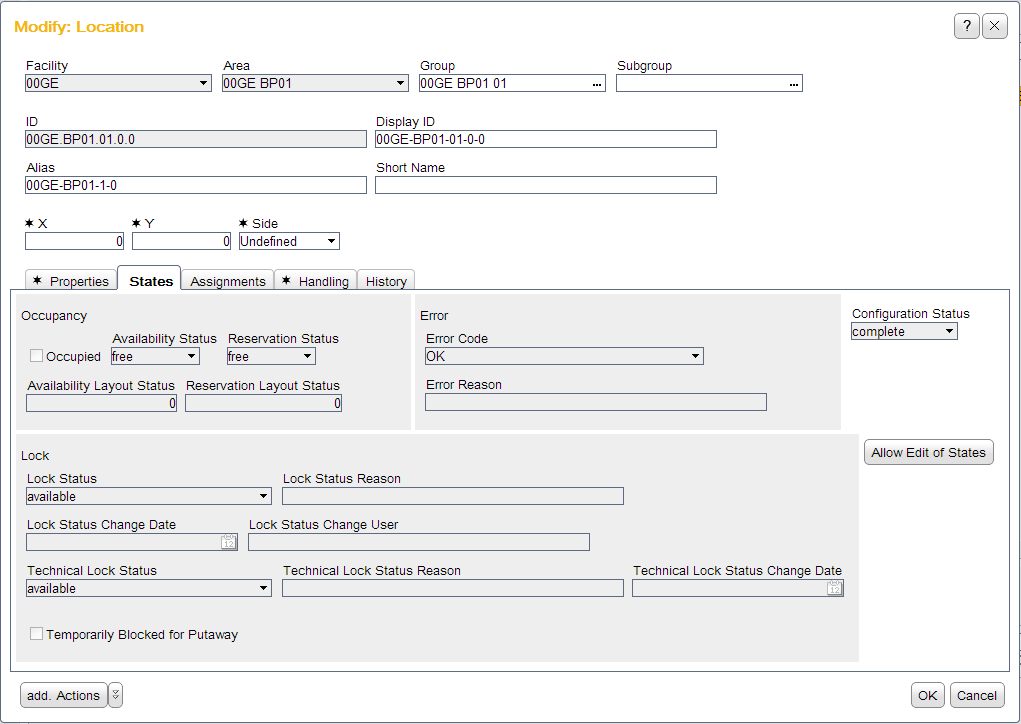 Modify: Location
?
Facility Area Group Subgroup
00GE 00GE BP01 00GE BP01 01 ...
...
ID Display ID
00GE.BP01.01.0.0 00GE-BP01-01-0-0
Alias Short Name
00GE-BP01-1-0
✶ X ✶ Y ✶ Side
0 0 Undefined
✶ Properties States Assignments ✶ Handling History
Occupancy
Availability Status Reservation Status
Occupied free free
Availability Layout Status Reservation Layout Status
0 0
Error
Error Code
OK
Error Reason
Configuration Status
complete
Lock
Allow Edit of States
Lock Status Lock Status Reason
available
Lock Status Change Date Lock Status Change User
12
Technical Lock Status Technical Lock Status Reason Technical Lock Status Change Date
available 12
Temporarily Blocked for Putaway
add. Actions OK Cancel